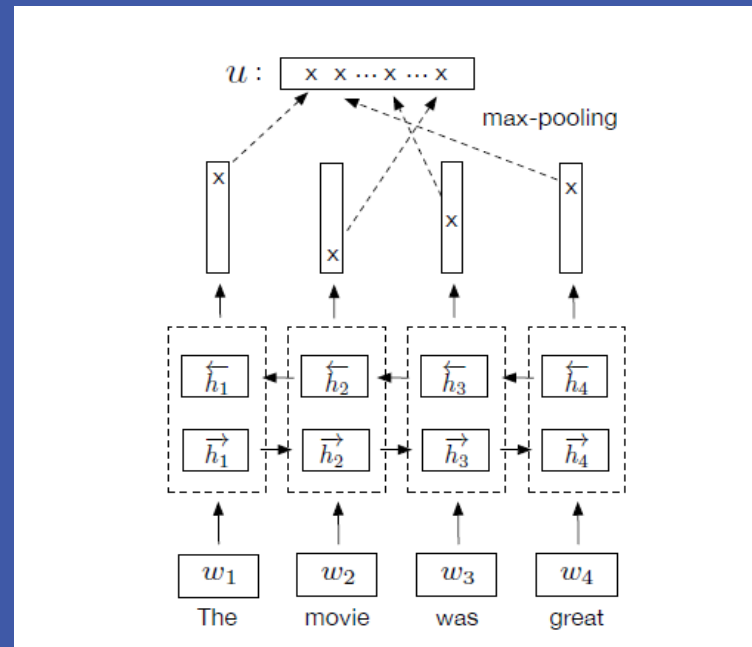 u : x x ... x ... x
max-pooling
x x x x
←h₁ ←h₂ ←h₃ ←h₄
→h₁ →h₂ →h₃ →h₄
w₁ w₂ w₃ w₄
The movie was great